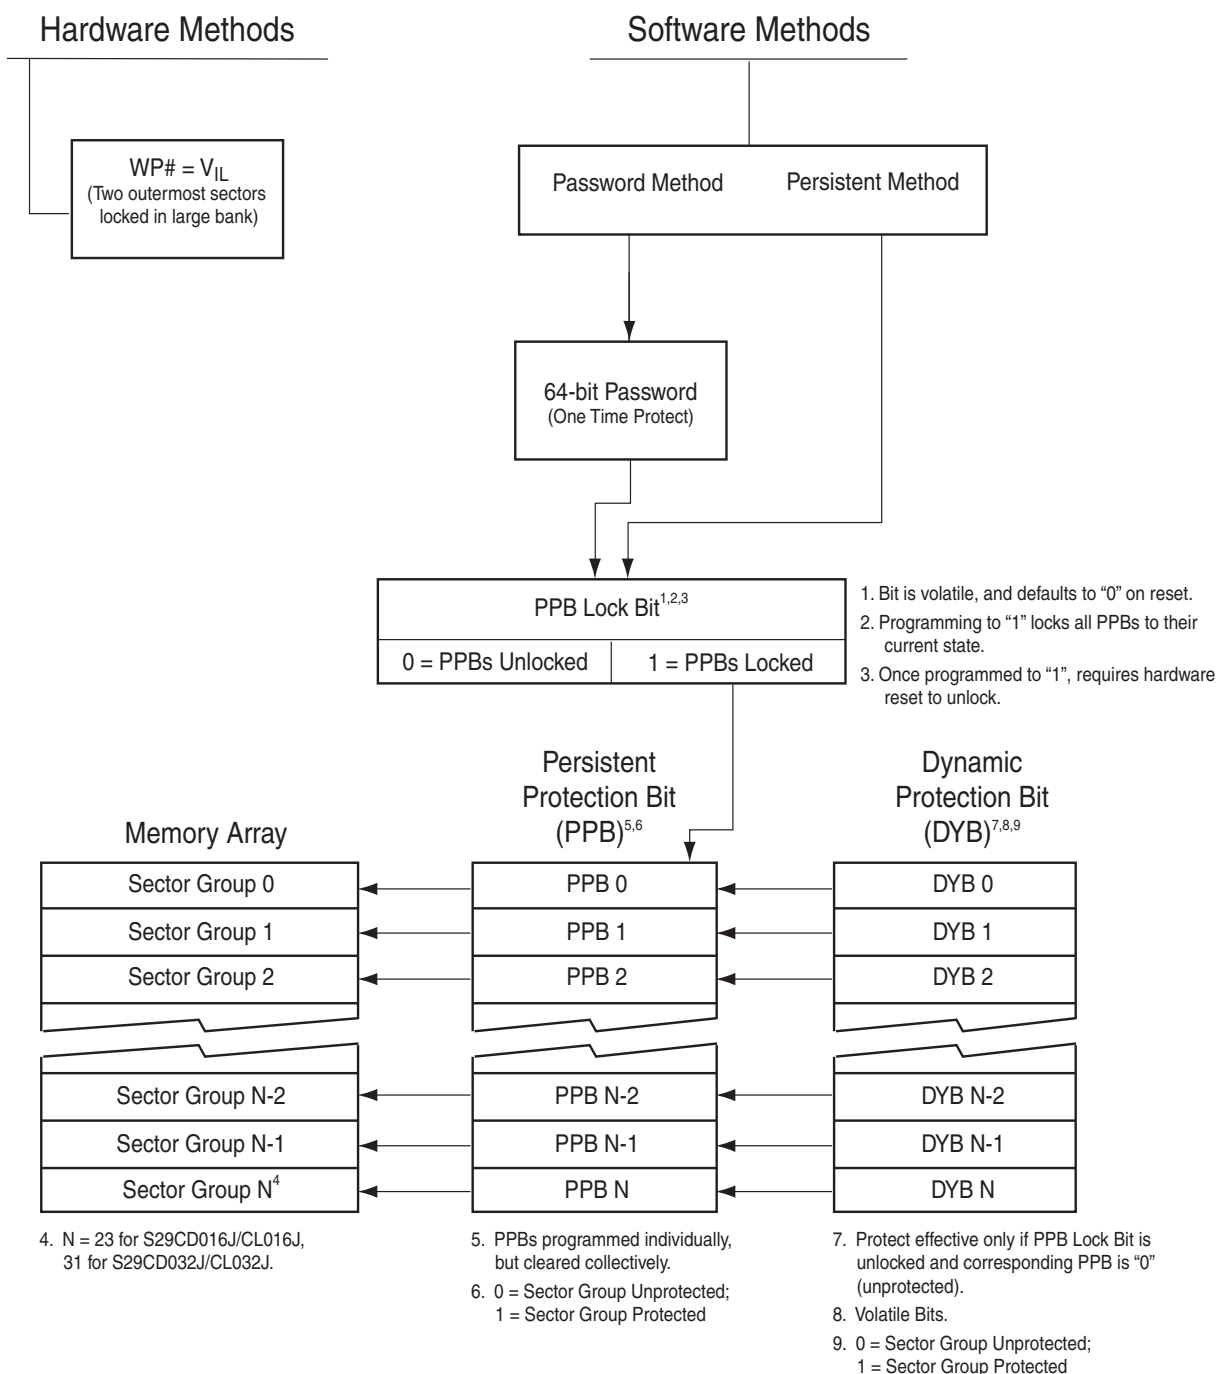 Hardware Methods
Software Methods
WP# = VIL
(Two outermost sectors
locked in large bank)
Password Method
Persistent Method
64-bit Password
(One Time Protect)
PPB Lock Bit1,2,3
0 = PPBs Unlocked
1 = PPBs Locked
1. Bit is volatile, and defaults to “0” on reset.
2. Programming to “1” locks all PPBs to their
current state.
3. Once programmed to “1”, requires hardware
reset to unlock.
Memory Array
Persistent
Protection Bit
(PPB)5,6
Dynamic
Protection Bit
(DYB)7,8,9
Sector Group 0
PPB 0
DYB 0
Sector Group 1
PPB 1
DYB 1
Sector Group 2
PPB 2
DYB 2
Sector Group N-2
PPB N-2
DYB N-2
Sector Group N-1
PPB N-1
DYB N-1
Sector Group N4
PPB N
DYB N
4. N = 23 for S29CD016J/CL016J,
31 for S29CD032J/CL032J.
5. PPBs programmed individually,
but cleared collectively.
6. 0 = Sector Group Unprotected;
1 = Sector Group Protected
7. Protect effective only if PPB Lock Bit is
unlocked and corresponding PPB is “0”
(unprotected).
8. Volatile Bits.
9. 0 = Sector Group Unprotected;
1 = Sector Group Protected